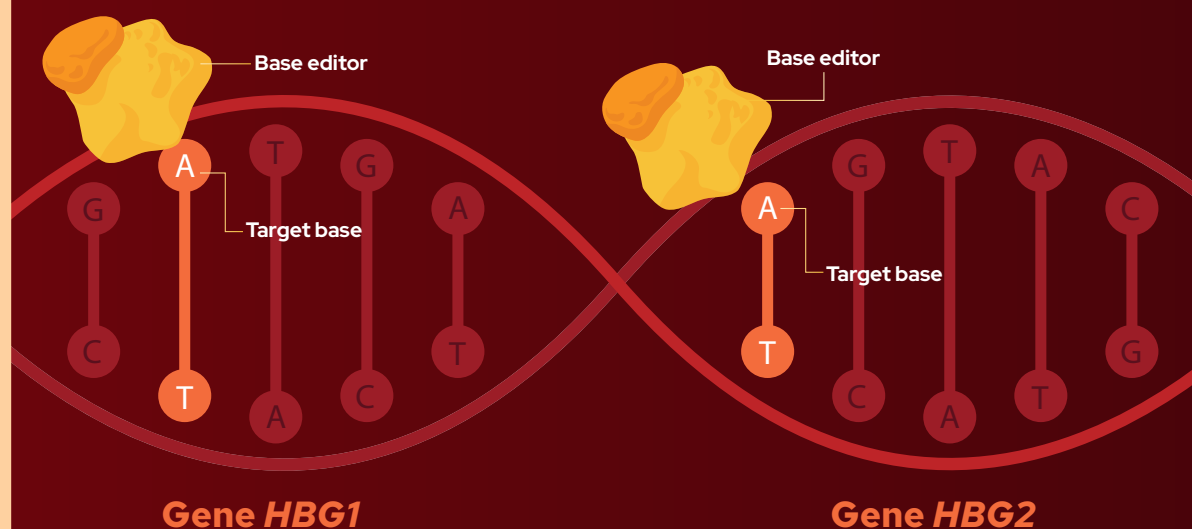 Base editor
Base editor
A
T
G
G
A
Target base
C
T
A
C
T
A
G
T
A
C
Target base
T
C
A
T
G
Gene HBG1
Gene HBG2